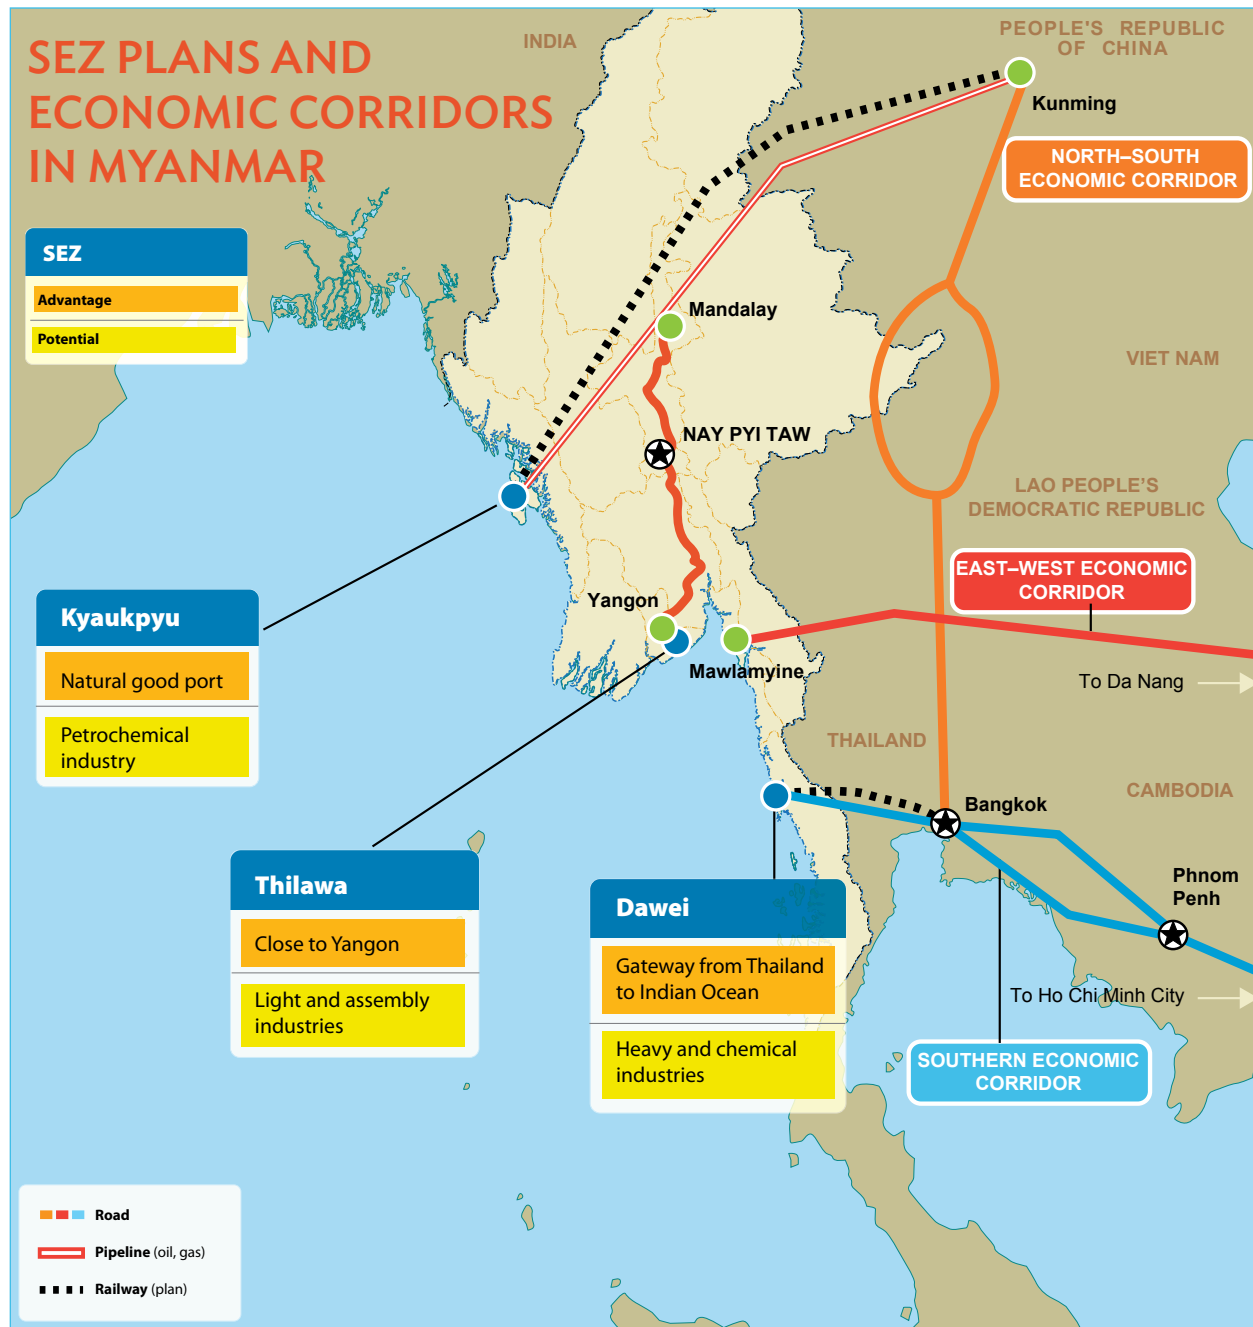 SEZ PLANS AND
ECONOMIC CORRIDORS
IN MYANMAR
INDIA
PEOPLE'S REPUBLIC
OF CHINA
Kunming
NORTH–SOUTH
ECONOMIC CORRIDOR
SEZ
Advantage
Potential
Mandalay
VIET NAM
NAY PYI TAW
LAO PEOPLE'S
DEMOCRATIC REPUBLIC
EAST–WEST ECONOMIC
CORRIDOR
Kyaukpyu
Natural good port
Petrochemical
industry
Yangon
Mawlamyine
To Da Nang
THAILAND
CAMBODIA
Bangkok
Phnom
Penh
Thilawa
Close to Yangon
Light and assembly
industries
Dawei
Gateway from Thailand
to Indian Ocean
Heavy and chemical
industries
To Ho Chi Minh City
SOUTHERN ECONOMIC
CORRIDOR
Road
Pipeline (oil, gas)
Railway (plan)